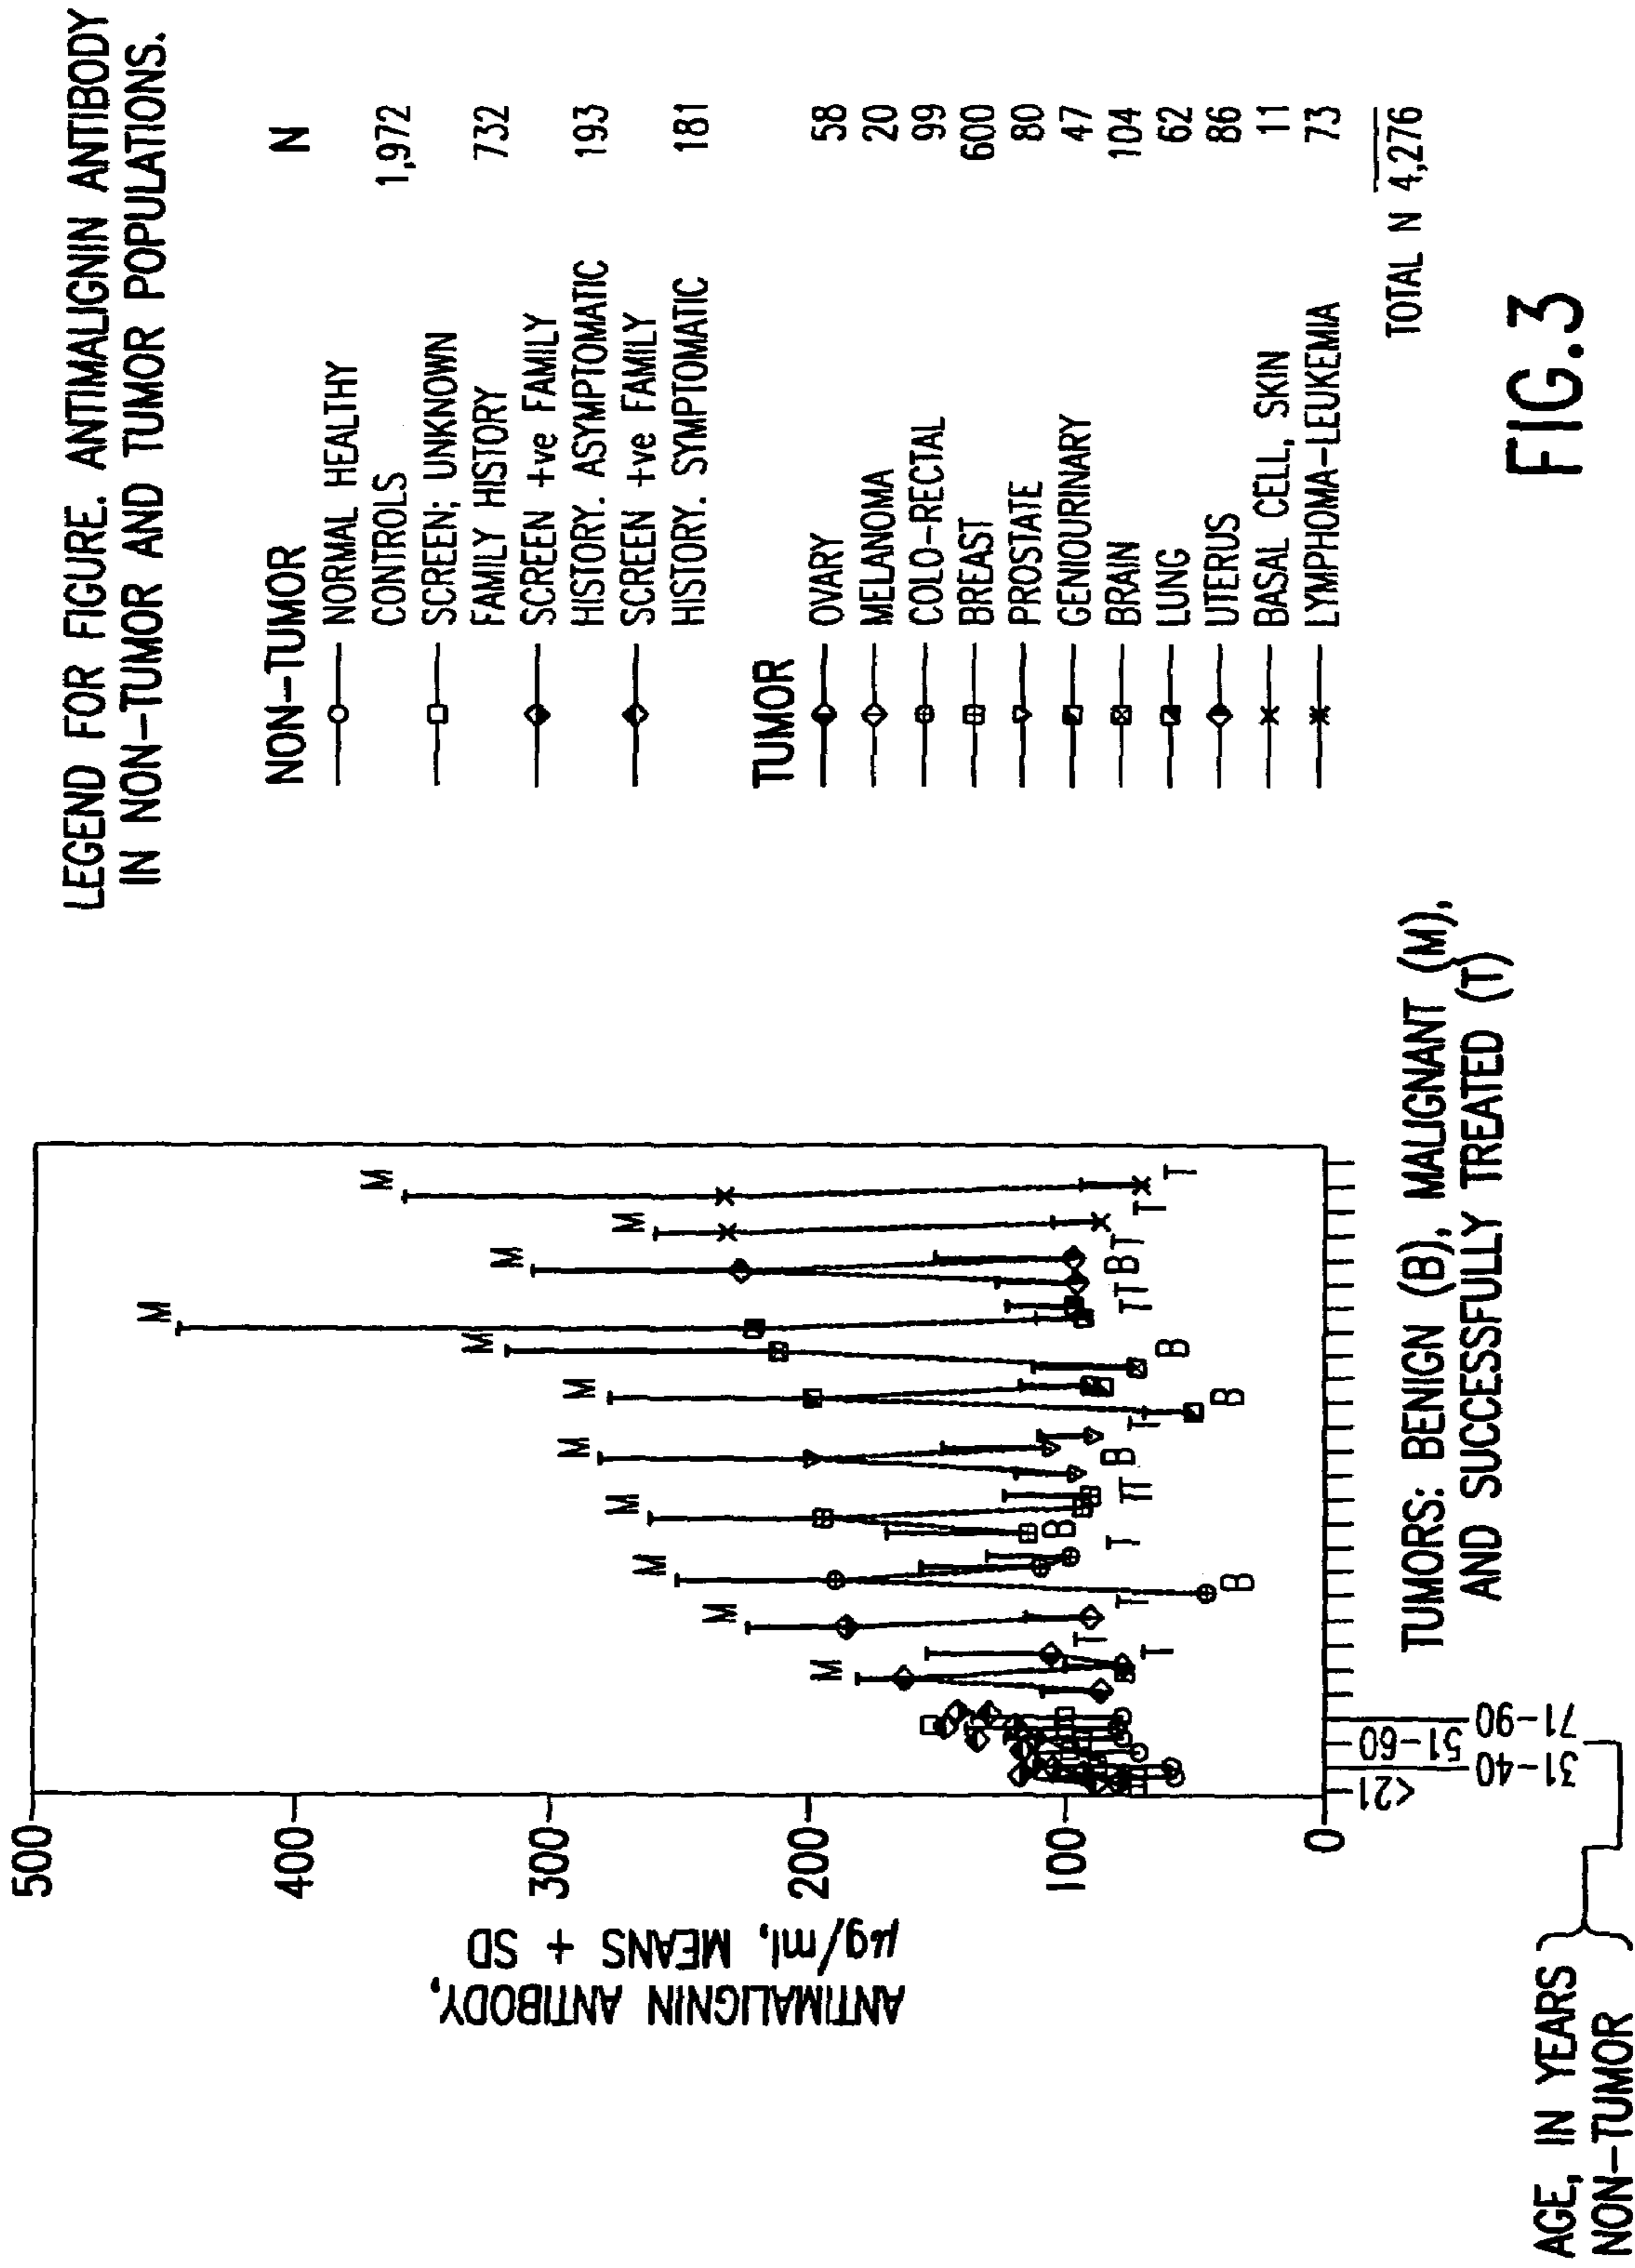 LEGEND FOR FIGURE. ANTIMALIGNIN ANTIBODY
IN NON-TUMOR AND TUMOR POPULATIONS.
NON-TUMOR N
NORMAL HEALTHY
CONTROLS 1,972
SCREEN; UNKNOWN
FAMILY HISTORY 732
SCREEN +ve FAMILY
HISTORY. ASYMPTOMATIC 193
SCREEN +ve FAMILY
HISTORY. SYMPTOMATIC 181
TUMOR
OVARY 58
MELANOMA 20
COLO-RECTAL 99
BREAST 600
PROSTATE 80
GENIOURINARY 47
BRAIN 104
LUNG 62
UTERUS 86
BASAL CELL, SKIN 11
LYMPHOMA-LEUKEMIA 73
TOTAL N 4,276
FIG.3
ANTIMALIGNIN ANTIBODY,
µg/ml, MEANS + SD
500
400
300
200
100
0
M
M
M
M
M
M
M
M
M
M
M
T
T
T
B
T
B
TT
B
T
B
B
TT
B
T
T
T
<21
31-40
51-60
71-90
AGE, IN YEARS
NON-TUMOR
TUMORS: BENIGN (B), MALIGNANT (M),
AND SUCCESSFULLY TREATED (T)